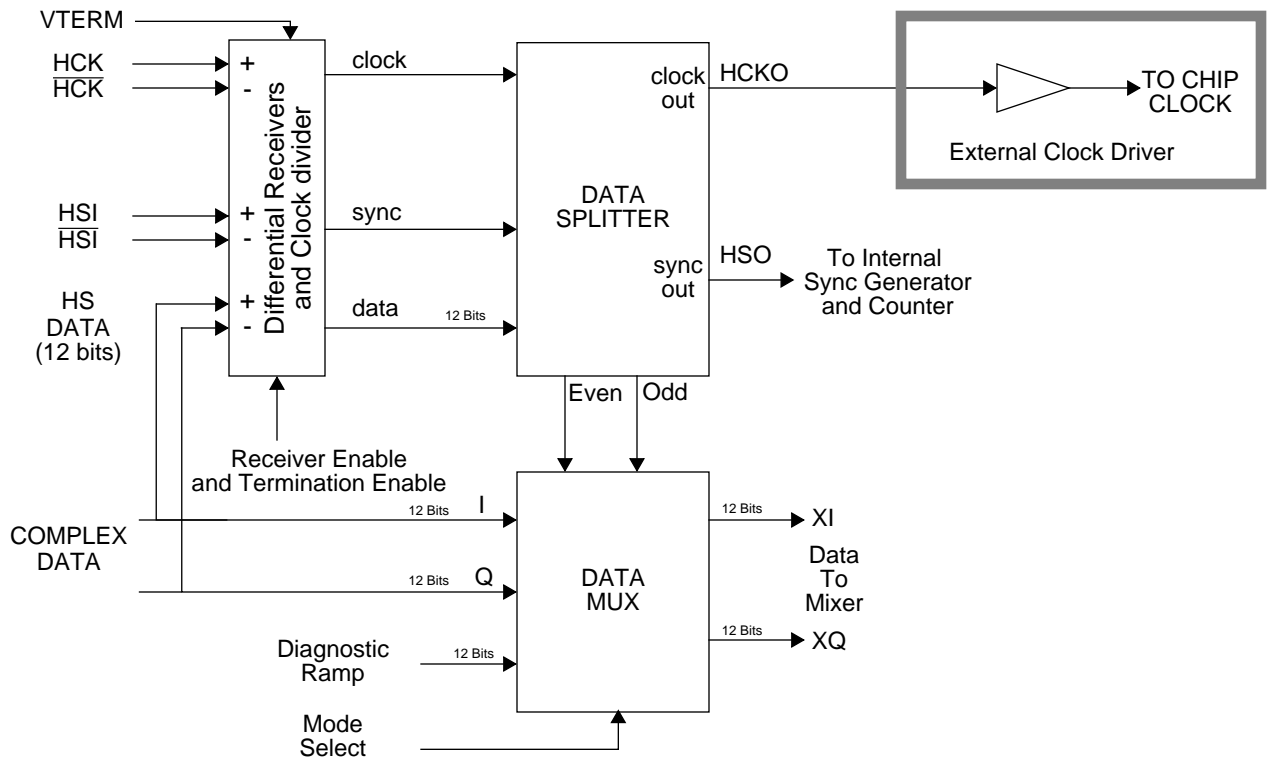 VTERM
HCK
HCK
+
-
HSI
HSI
+
-
HS
DATA
(12 bits)
+
-
Differential Receivers
and Clock divider
clock
sync
data
12 Bits
Receiver Enable
and Termination Enable
DATA
SPLITTER
clock
out
HCKO
sync
out
HSO
TO CHIP
CLOCK
External Clock Driver
To Internal
Sync Generator
and Counter
Even
Odd
COMPLEX
DATA
12 Bits
I
12 Bits
Q
Diagnostic
Ramp
12 Bits
Mode
Select
DATA
MUX
12 Bits
XI
Data
To
Mixer
12 Bits
XQ